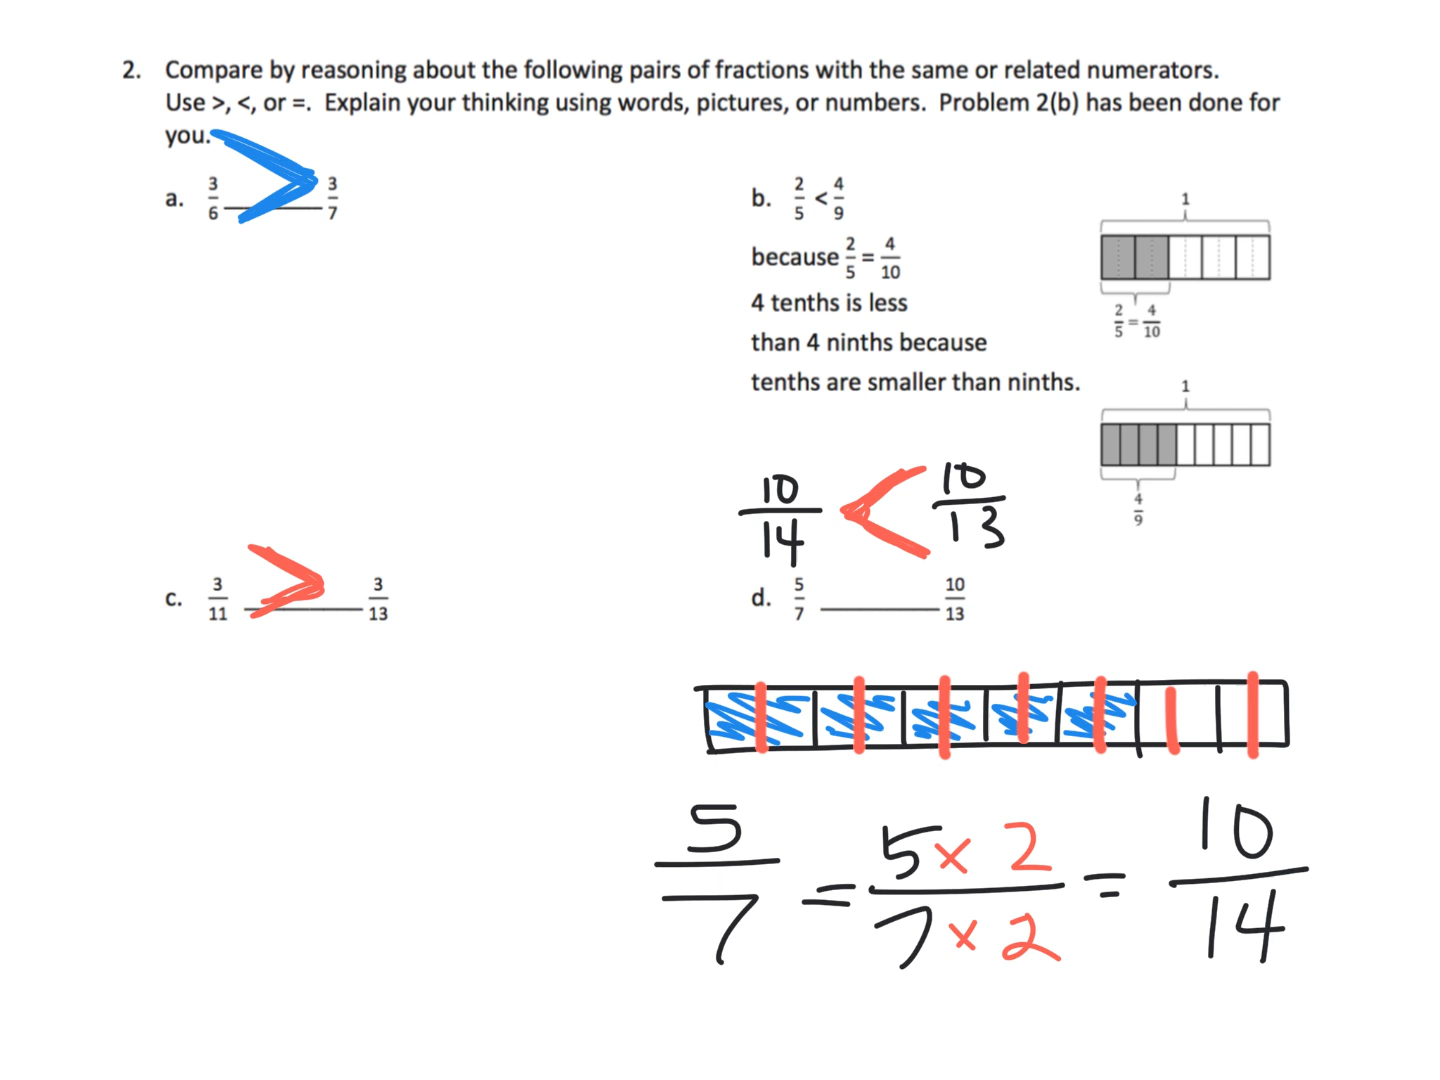 2. Compare by reasoning about the following pairs of fractions with the same or related numerators.
Use >, <, or =. Explain your thinking using words, pictures, or numbers. Problem 2(b) has been done for
you.
a. 3/6 > 3/7
b. 2/5 < 4/9
because 2/5 = 4/10
4 tenths is less
than 4 ninths because
tenths are smaller than ninths.
1
2/5 = 4/10
1
4/9
10/14 < 10/13
c. 3/11 > 3/13
d. 5/7 ____ 10/13
5/7 = 5 × 2/7 × 2 = 10/14